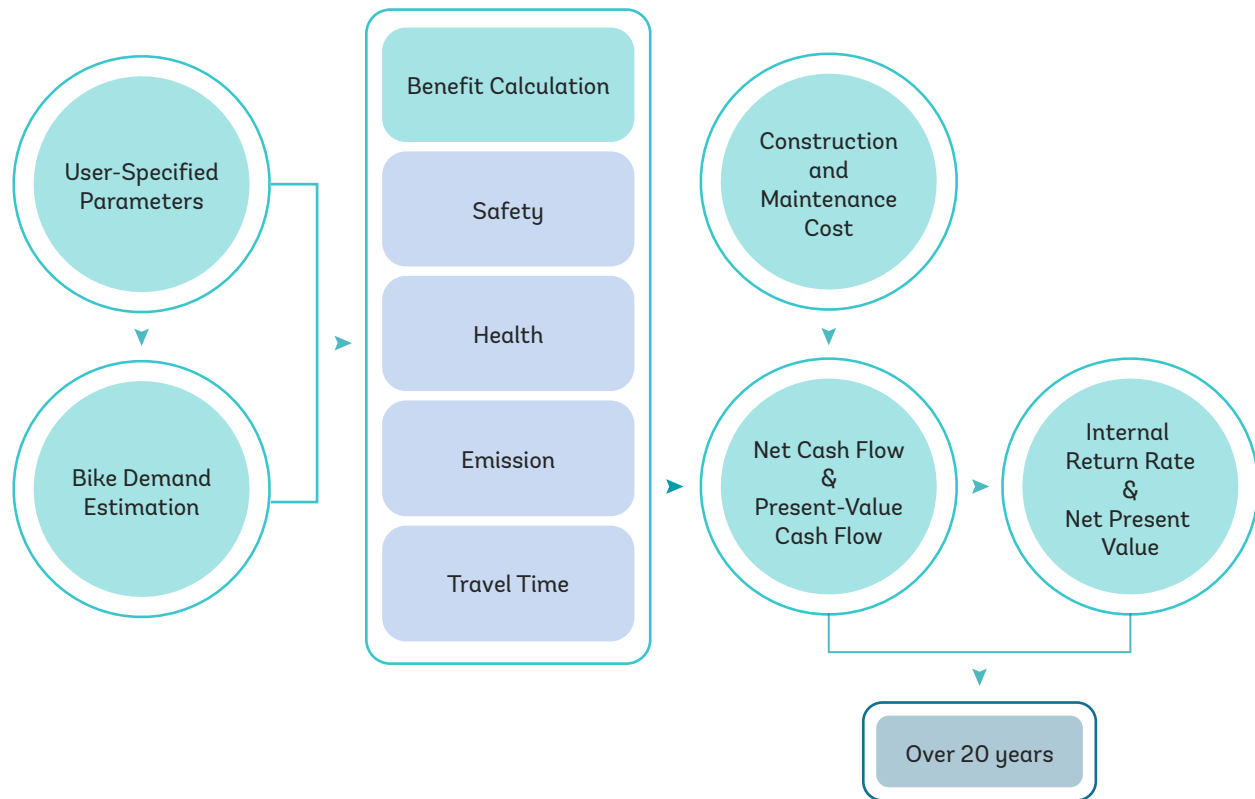 User-Specified
Parameters
Bike Demand
Estimation
Benefit Calculation
Safety
Health
Emission
Travel Time
Construction
and
Maintenance
Cost
Net Cash Flow
&
Present-Value
Cash Flow
Internal
Return Rate
&
Net Present
Value
Over 20 years